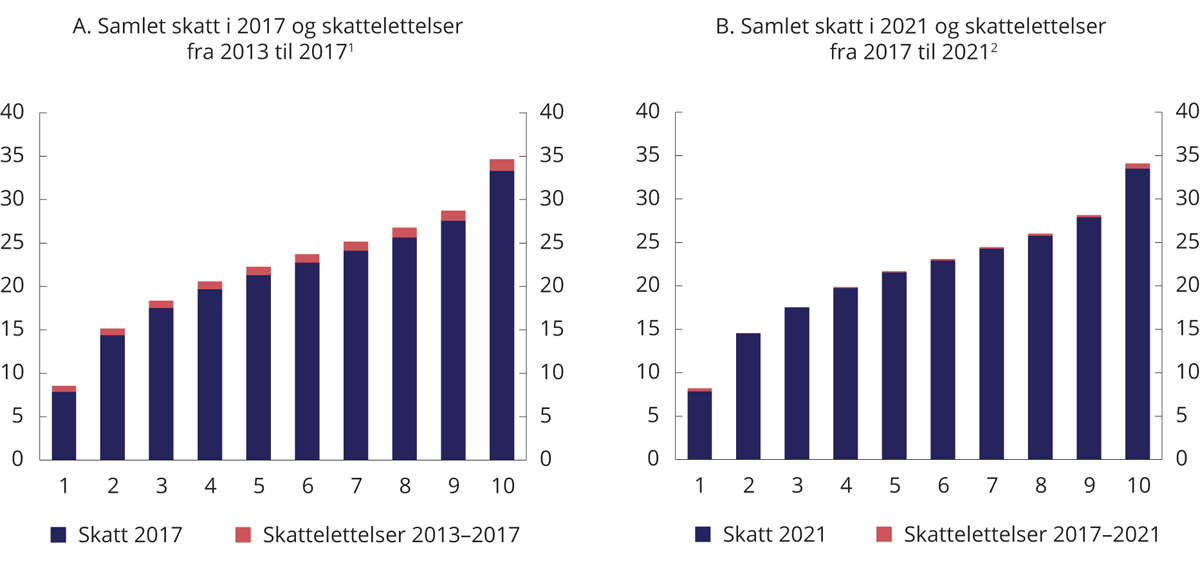 A. Samlet skatt i 2017 og skattelettelser
fra 2013 til 2017¹
40 40
35 35
30 30
25 25
20 20
15 15
10 10
5 5
0 0
1 2 3 4 5 6 7 8 9 10
Skatt 2017 Skattelettelser 2013–2017
B. Samlet skatt i 2021 og skattelettelser
fra 2017 til 2021²
40 40
35 35
30 30
25 25
20 20
15 15
10 10
5 5
0 0
1 2 3 4 5 6 7 8 9 10
Skatt 2021 Skattelettelser 2017–2021